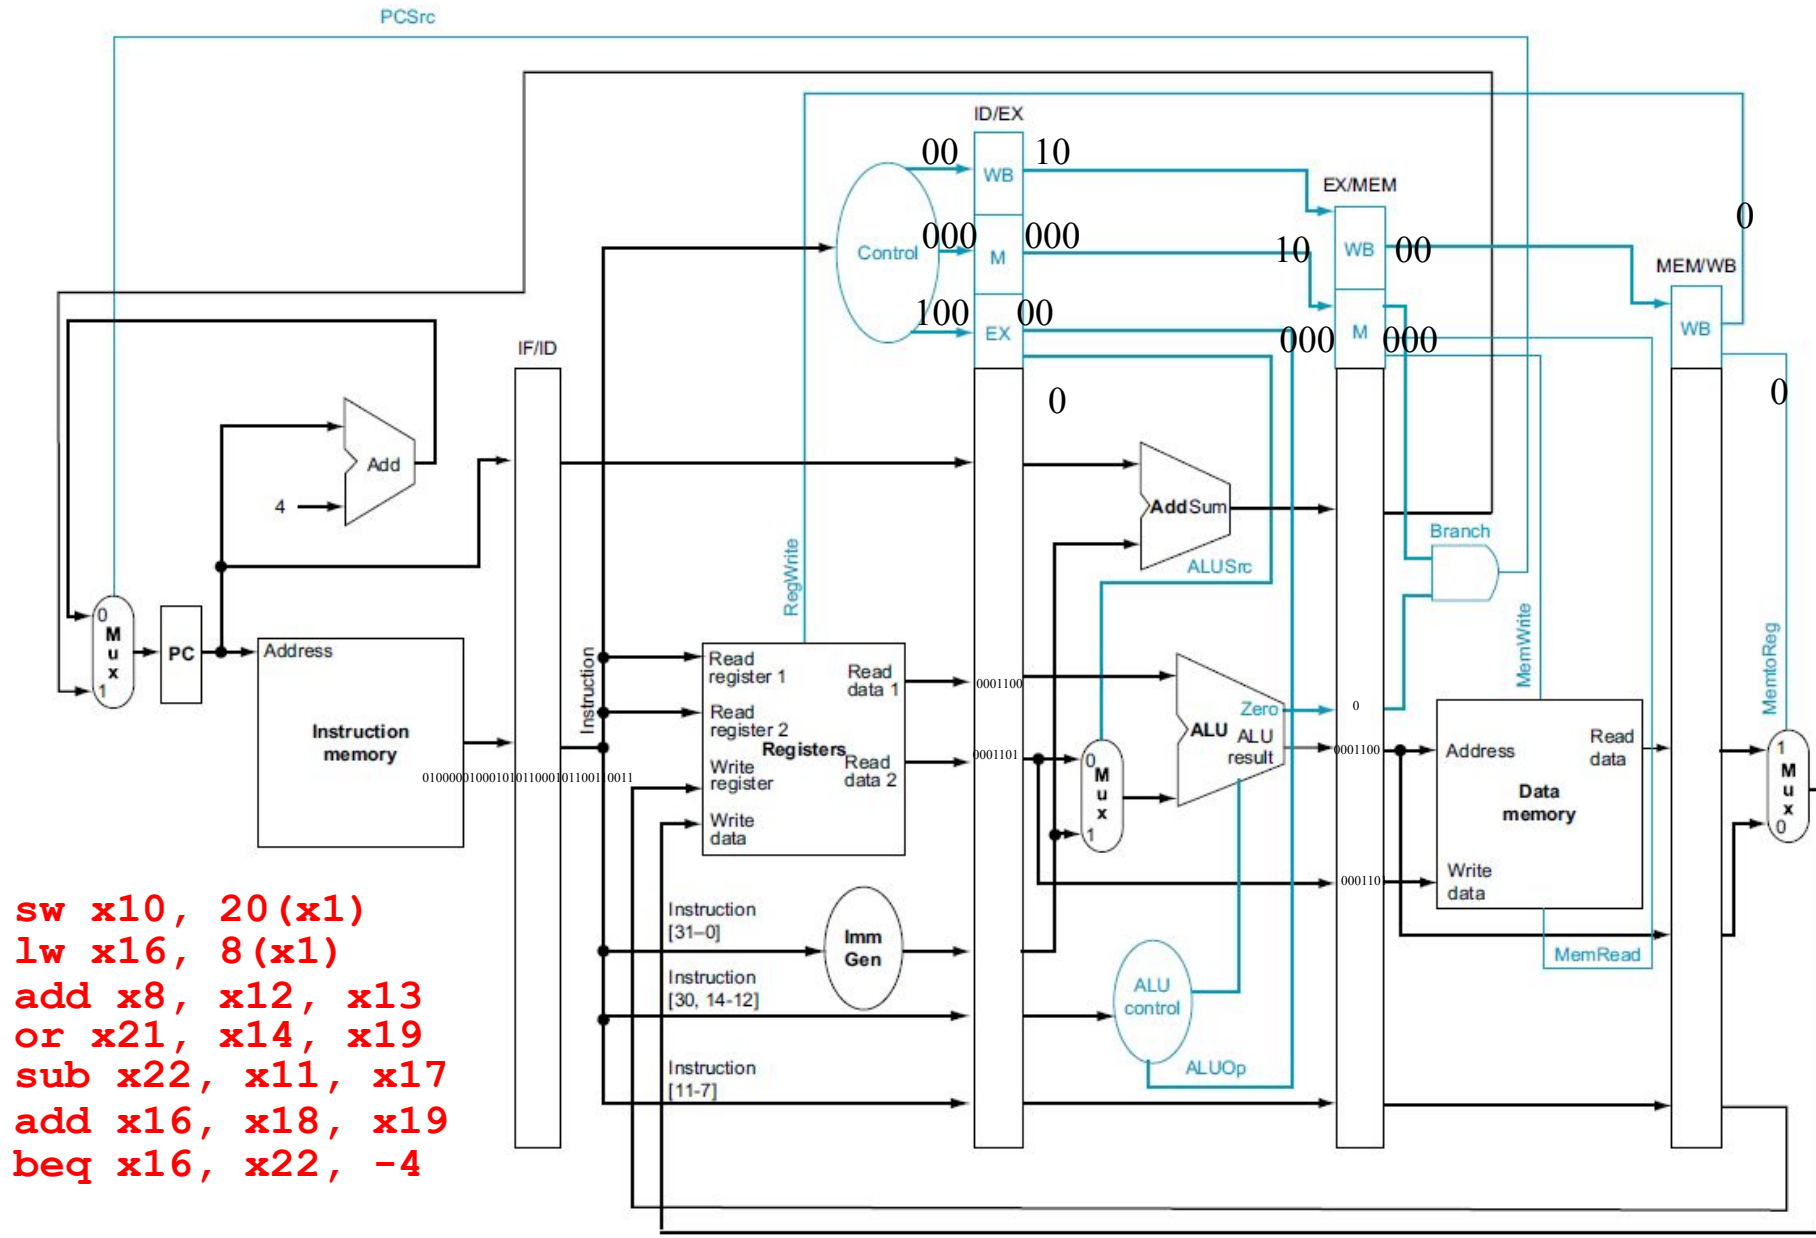 PCSrc
ID/EX
00
10
WB
EX/MEM
0
000
000
10
WB
00
Control
M
MEM/WB
100
00
EX
000
M
000
WB
IF/ID
0
0
Add
4
Add Sum
Branch
ALUSrc
RegWrite
MemWrite
MemtoReg
0
M
u
x
1
PC
Address
Instruction
memory
Instruction
Read
register 1
Read
data 1
0001100
Read
register 2
Registers
Write
register
Read
data 2
0001101
Write
data
0
M
u
x
1
Zero
ALU
ALU
result
0
0001100
Address
Read
data
Data
memory
1
M
u
x
0
000110
Write
data
MemRead
Instruction
[31–0]
Imm
Gen
Instruction
[30, 14-12]
ALU
control
Instruction
[11-7]
ALUOp
sw x10, 20(x1)
lw x16, 8(x1)
add x8, x12, x13
or x21, x14, x19
sub x22, x11, x17
add x16, x18, x19
beq x16, x22, -4